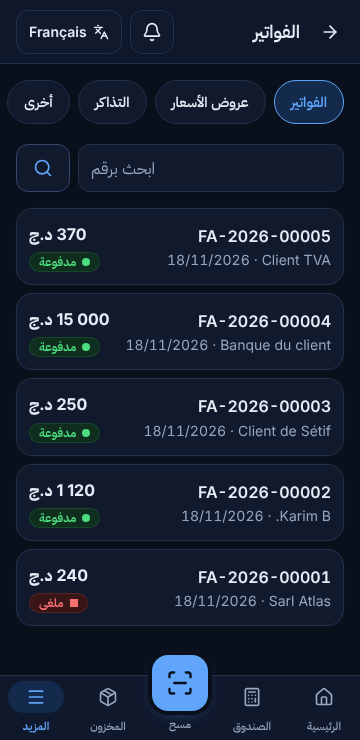 الفواتير
Français
الفواتير
عروض الأسعار
التذاكر
أخرى
ابحث برقم
FA-2026-00005
370 د.ج
18/11/2026 · Client TVA
مدفوعة
FA-2026-00004
15 000 د.ج
18/11/2026 · Banque du client
مدفوعة
FA-2026-00003
250 د.ج
18/11/2026 · Client de Sétif
مدفوعة
FA-2026-00002
1 120 د.ج
18/11/2026 · .Karim B
مدفوعة
FA-2026-00001
240 د.ج
18/11/2026 · Sarl Atlas
ملغى
الرئيسية
الصندوق
مسح
المخزون
المزيد